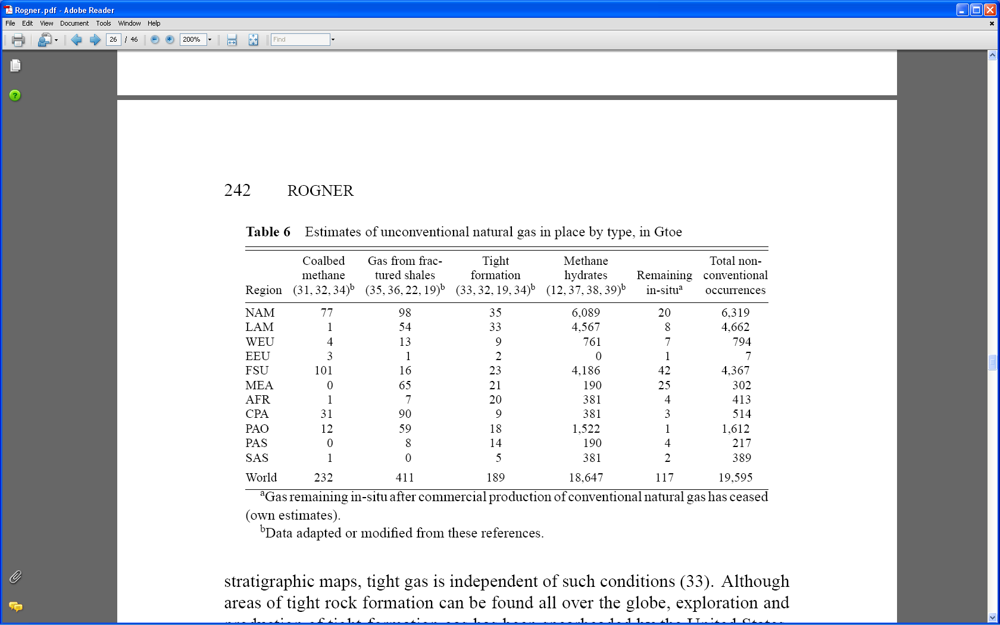 Rogner.pdf - Adobe Reader
File Edit View Document Tools Window Help
26 / 46 200% Find
242 ROGNER
Table 6 Estimates of unconventional natural gas in place by type, in Gtoe
Coalbed Gas from frac- Tight Methane Total non-
methane tured shales formation hydrates Remaining conventional
Region (31, 32, 34)b (35, 36, 22, 19)b (33, 32, 19, 34)b (12, 37, 38, 39)b in-situa occurrences
NAM 77 98 35 6,089 20 6,319
LAM 1 54 33 4,567 8 4,662
WEU 4 13 9 761 7 794
EEU 3 1 2 0 1 7
FSU 101 16 23 4,186 42 4,367
MEA 0 65 21 190 25 302
AFR 1 7 20 381 4 413
CPA 31 90 9 381 3 514
PAO 12 59 18 1,522 1 1,612
PAS 0 8 14 190 4 217
SAS 1 0 5 381 2 389
World 232 411 189 18,647 117 19,595
aGas remaining in-situ after commercial production of conventional natural gas has ceased
(own estimates).
bData adapted or modified from these references.
stratigraphic maps, tight gas is independent of such conditions (33). Although
areas of tight rock formation can be found all over the globe, exploration and